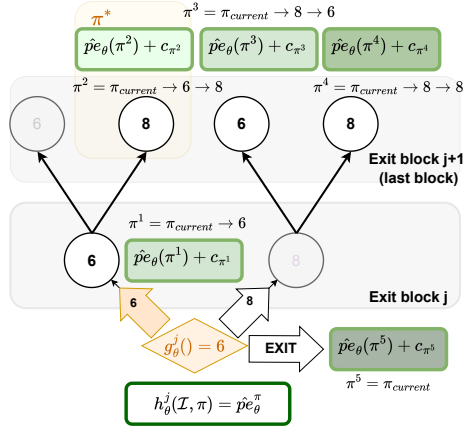 π* π³ = π_current → 8 → 6
p̂e_θ(π²) + c_π² p̂e_θ(π³) + c_π³ p̂e_θ(π⁴) + c_π⁴
π² = π_current → 6 → 8 π⁴ = π_current → 8 → 8
6 8 6 8
Exit block j+1
(last block)
π¹ = π_current → 6
6 p̂e_θ(π¹) + c_π¹ 8
Exit block j
6 8
g_θ^j() = 6 EXIT p̂e_θ(π⁵) + c_π⁵
π⁵ = π_current
h_θ^j(ℐ, π) = p̂e_θ^π